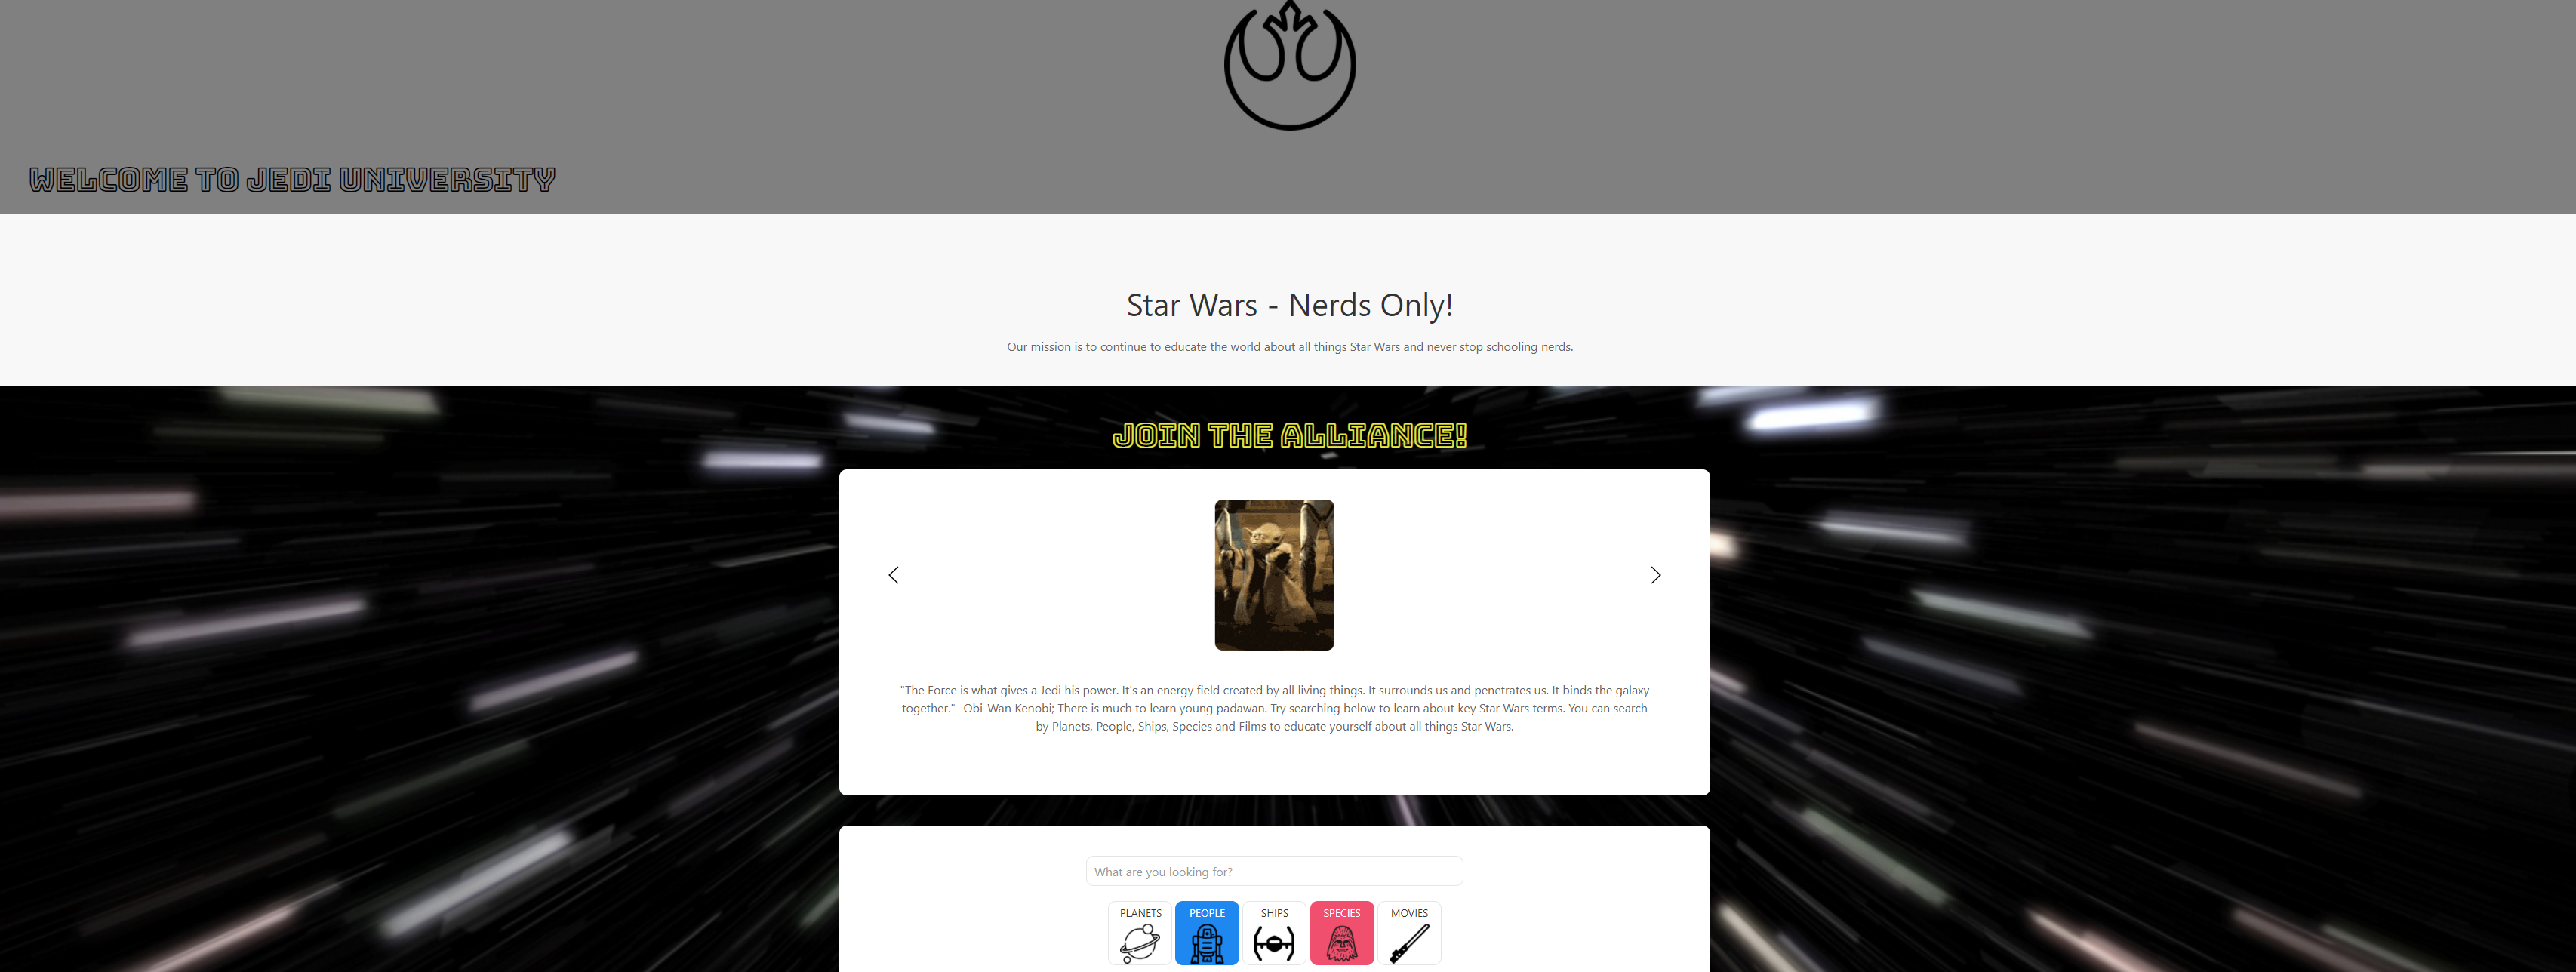 WELCOME TO JEDI UNIVERSITY
Star Wars - Nerds Only!
Our mission is to continue to educate the world about all things Star Wars and never stop schooling nerds.
JOIN THE ALLIANCE!
"The Force is what gives a Jedi his power. It's an energy field created by all living things. It surrounds us and penetrates us. It binds the galaxy
together." -Obi-Wan Kenobi; There is much to learn young padawan. Try searching below to learn about key Star Wars terms. You can search
by Planets, People, Ships, Species and Films to educate yourself about all things Star Wars.
What are you looking for?
PLANETS PEOPLE SHIPS SPECIES MOVIES